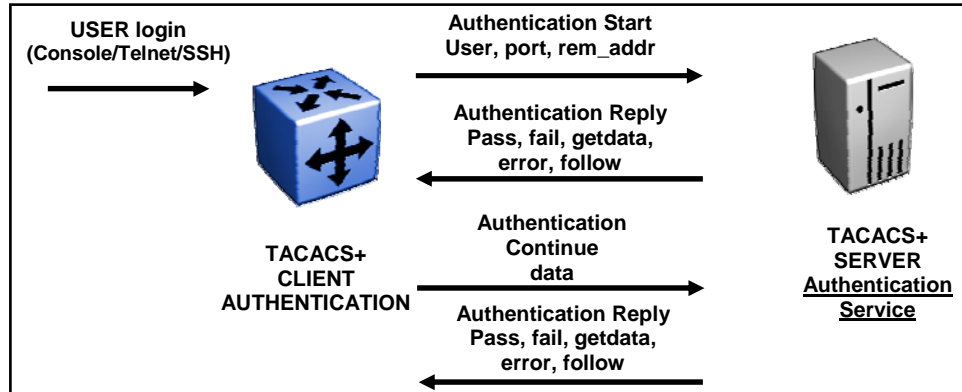 USER login
(Console/Telnet/SSH)
Authentication Start
User, port, rem_addr
Authentication Reply
Pass, fail, getdata,
error, follow
TACACS+
CLIENT
AUTHENTICATION
Authentication
Continue
data
TACACS+
SERVER
Authentication
Service
Authentication Reply
Pass, fail, getdata,
error, follow